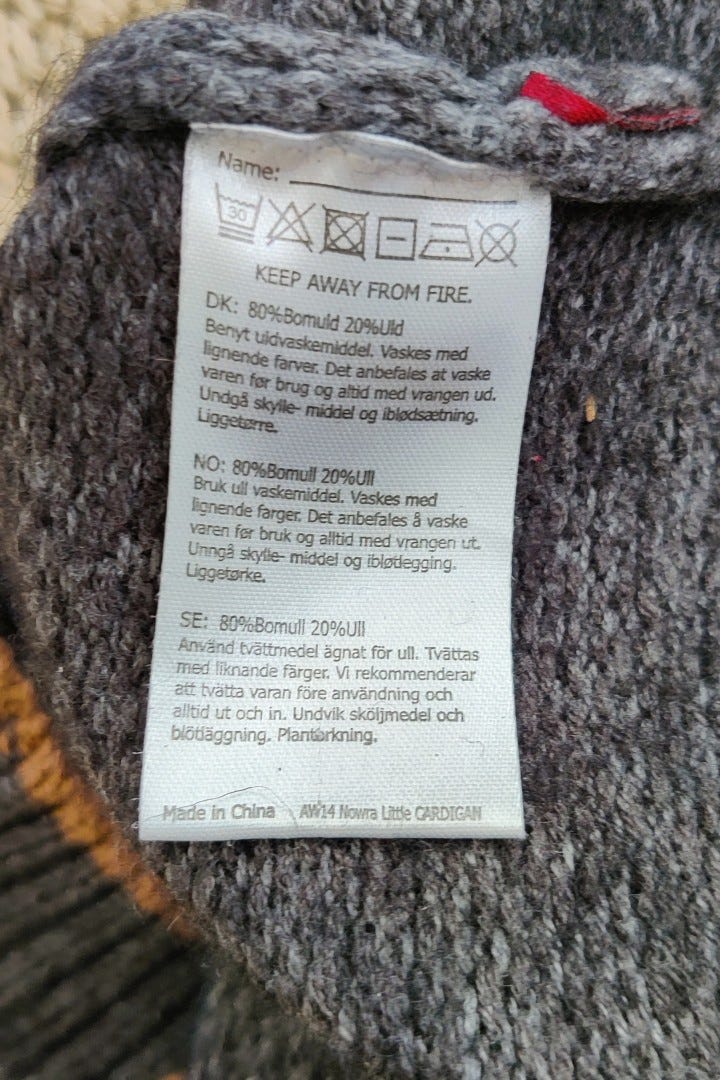 Name:
30
KEEP AWAY FROM FIRE.
DK: 80%Bomuld 20%Uld
Benyt uldvaskemiddel. Vaskes med
lignende farver. Det anbefales at vaske
varen før brug og altid med vrangen ud.
Undgå skylle- middel og iblødsætning.
Liggetørre.
NO: 80%Bomull 20%Ull
Bruk ull vaskemiddel. Vaskes med
lignende farger. Det anbefales å vaske
varen før bruk og alltid med vrangen ut.
Unngå skylle- middel og iblødlegging.
Liggetørke.
SE: 80%Bomull 20%Ull
Använd tvättmedel ägnat för ull. Tvättas
med liknande färger. Vi rekommenderar
att tvätta varan före användning och
alltid ut och in. Undvik sköljmedel och
blötläggning. Plantorkning.
Made in China AW14 Nowra Little CARDIGAN